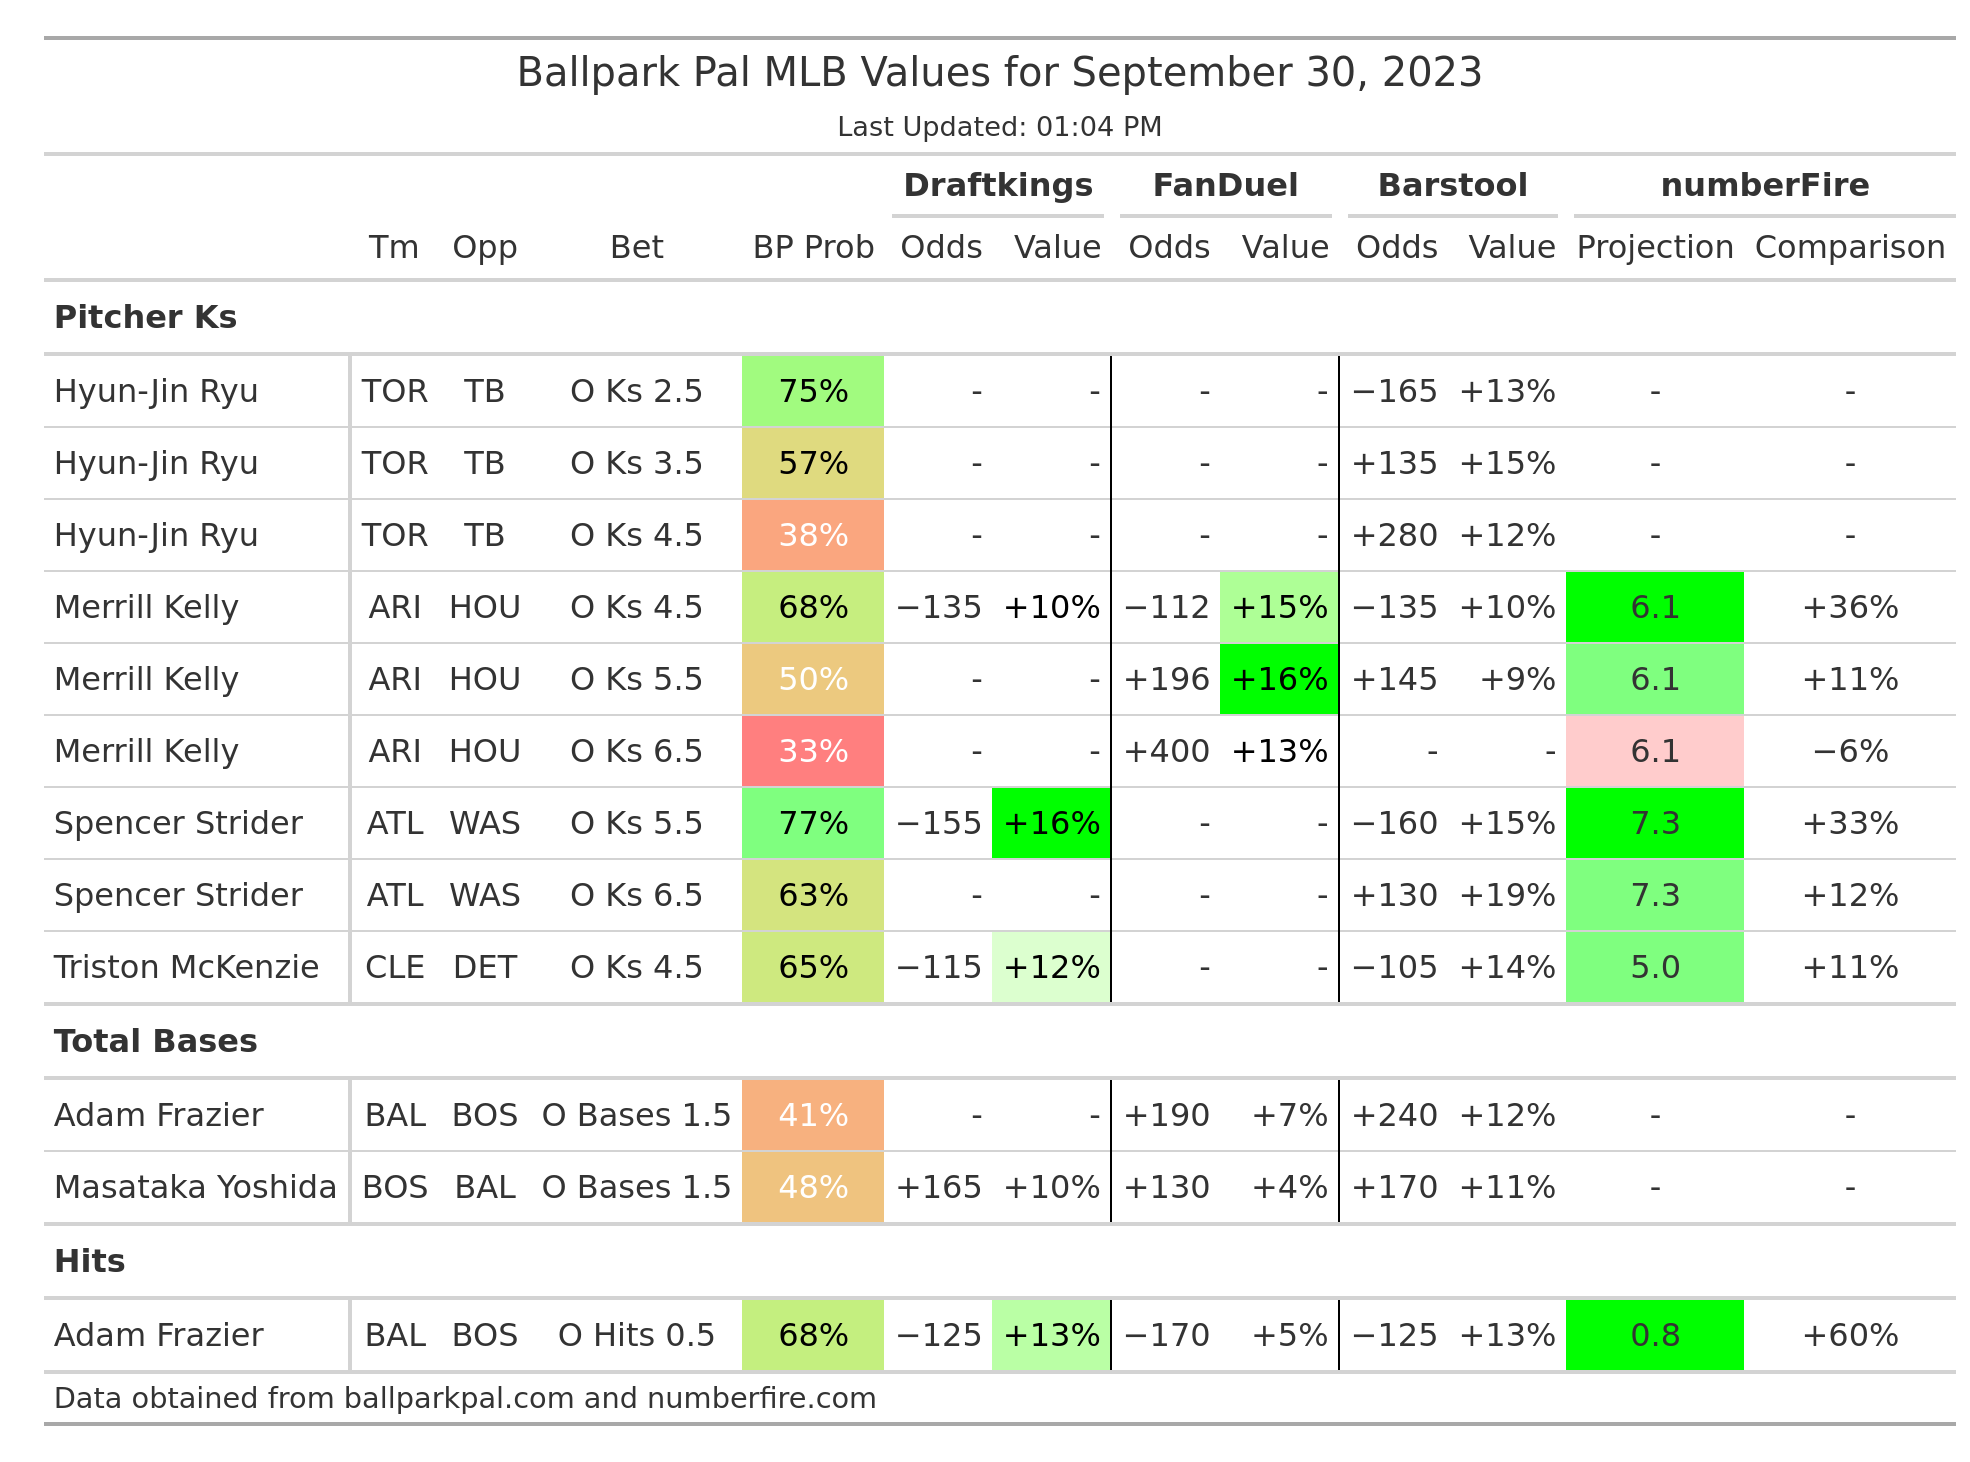 Ballpark Pal MLB Values for September 30, 2023
Last Updated: 01:04 PM
Draftkings FanDuel Barstool numberFire
Tm Opp Bet BP Prob Odds Value Odds Value Odds Value Projection Comparison
Pitcher Ks
Hyun-Jin Ryu TOR TB O Ks 2.5 75% - - - - −165 +13% - -
Hyun-Jin Ryu TOR TB O Ks 3.5 57% - - - - +135 +15% - -
Hyun-Jin Ryu TOR TB O Ks 4.5 38% - - - - +280 +12% - -
Merrill Kelly ARI HOU O Ks 4.5 68% −135 +10% −112 +15% −135 +10% 6.1 +36%
Merrill Kelly ARI HOU O Ks 5.5 50% - - +196 +16% +145 +9% 6.1 +11%
Merrill Kelly ARI HOU O Ks 6.5 33% - - +400 +13% - - 6.1 −6%
Spencer Strider ATL WAS O Ks 5.5 77% −155 +16% - - −160 +15% 7.3 +33%
Spencer Strider ATL WAS O Ks 6.5 63% - - - - +130 +19% 7.3 +12%
Triston McKenzie CLE DET O Ks 4.5 65% −115 +12% - - −105 +14% 5.0 +11%
Total Bases
Adam Frazier BAL BOS O Bases 1.5 41% - - +190 +7% +240 +12% - -
Masataka Yoshida BOS BAL O Bases 1.5 48% +165 +10% +130 +4% +170 +11% - -
Hits
Adam Frazier BAL BOS O Hits 0.5 68% −125 +13% −170 +5% −125 +13% 0.8 +60%
Data obtained from ballparkpal.com and numberfire.com